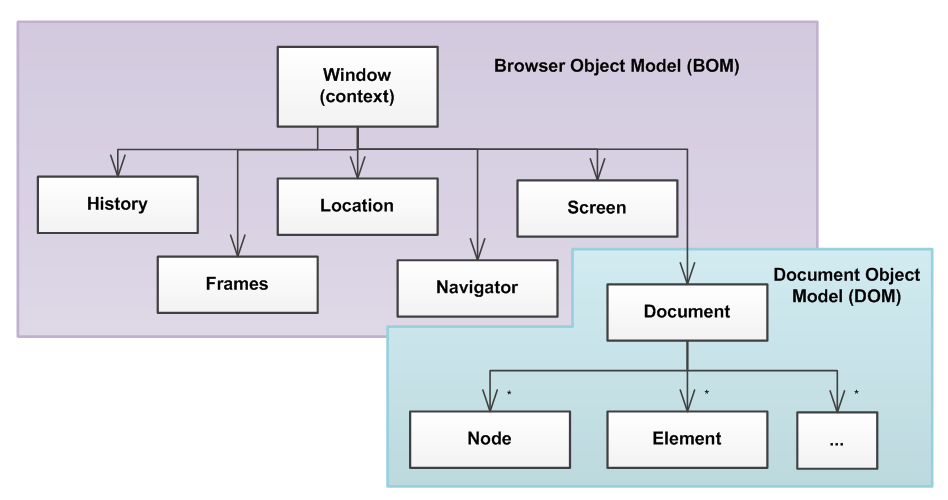 Window
(context)
Browser Object Model (BOM)
History
Location
Screen
Frames
Navigator
Document Object
Model (DOM)
Document
*
*
*
Node
Element
...